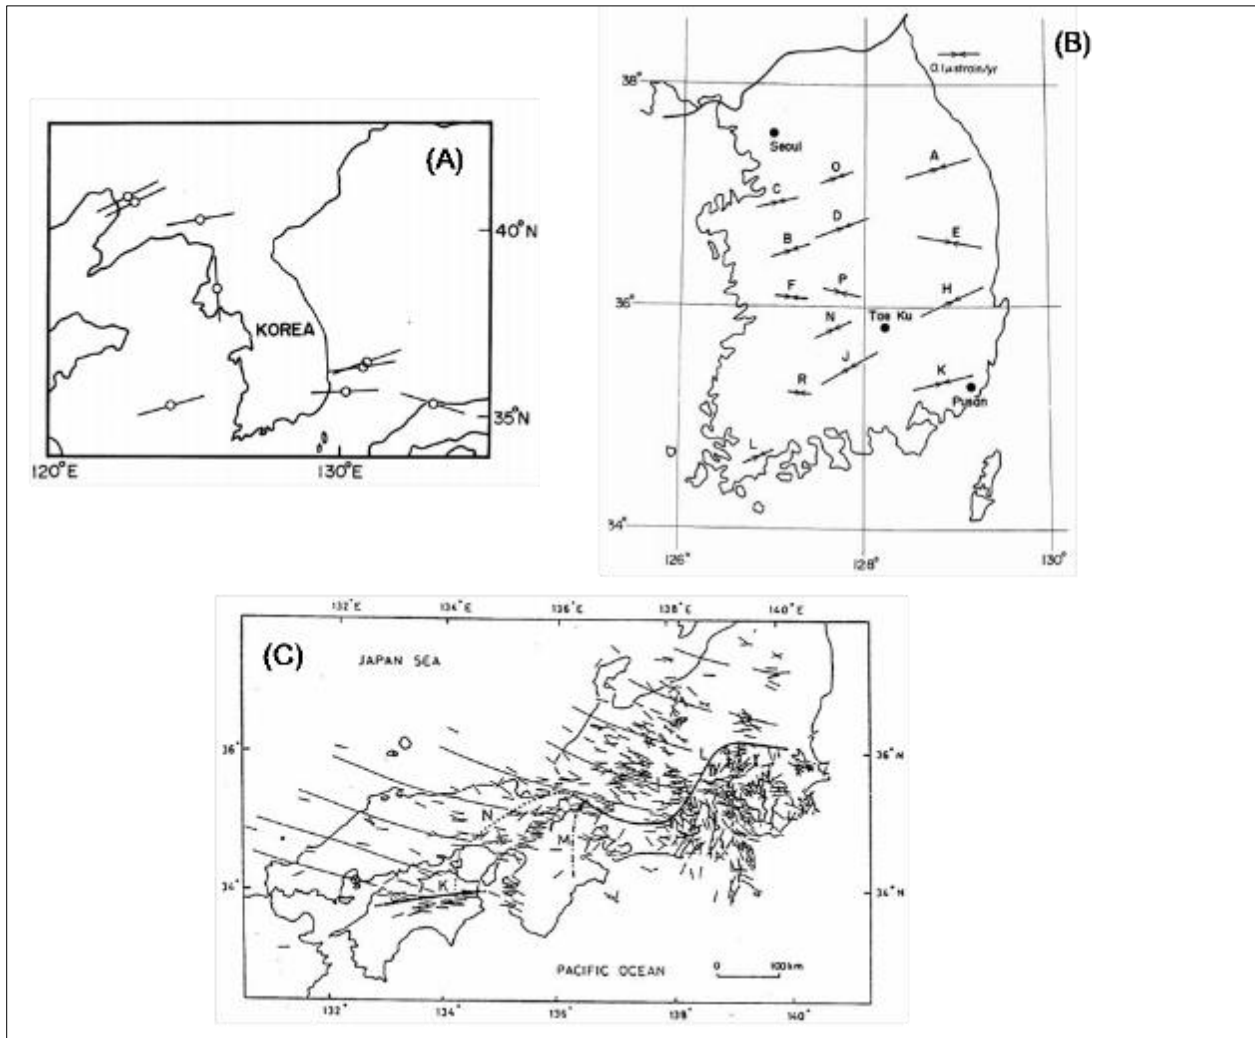 (A)
40°N
KOREA
35°N
120°E
130°E
(B)
0.1μstrain/yr
38°
Seoul
A
O
C
D
B
E
F
P
36°
H
N
Tae Ku
J
R
K
Pusan
L
34°
126°
128°
130°
132°E
134°E
136°E
138°E
140°E
(C)
JAPAN SEA
36°
L
36°N
N
M
34°
K
34°N
PACIFIC OCEAN
0 100km
132°
134°
136°
138°
140°